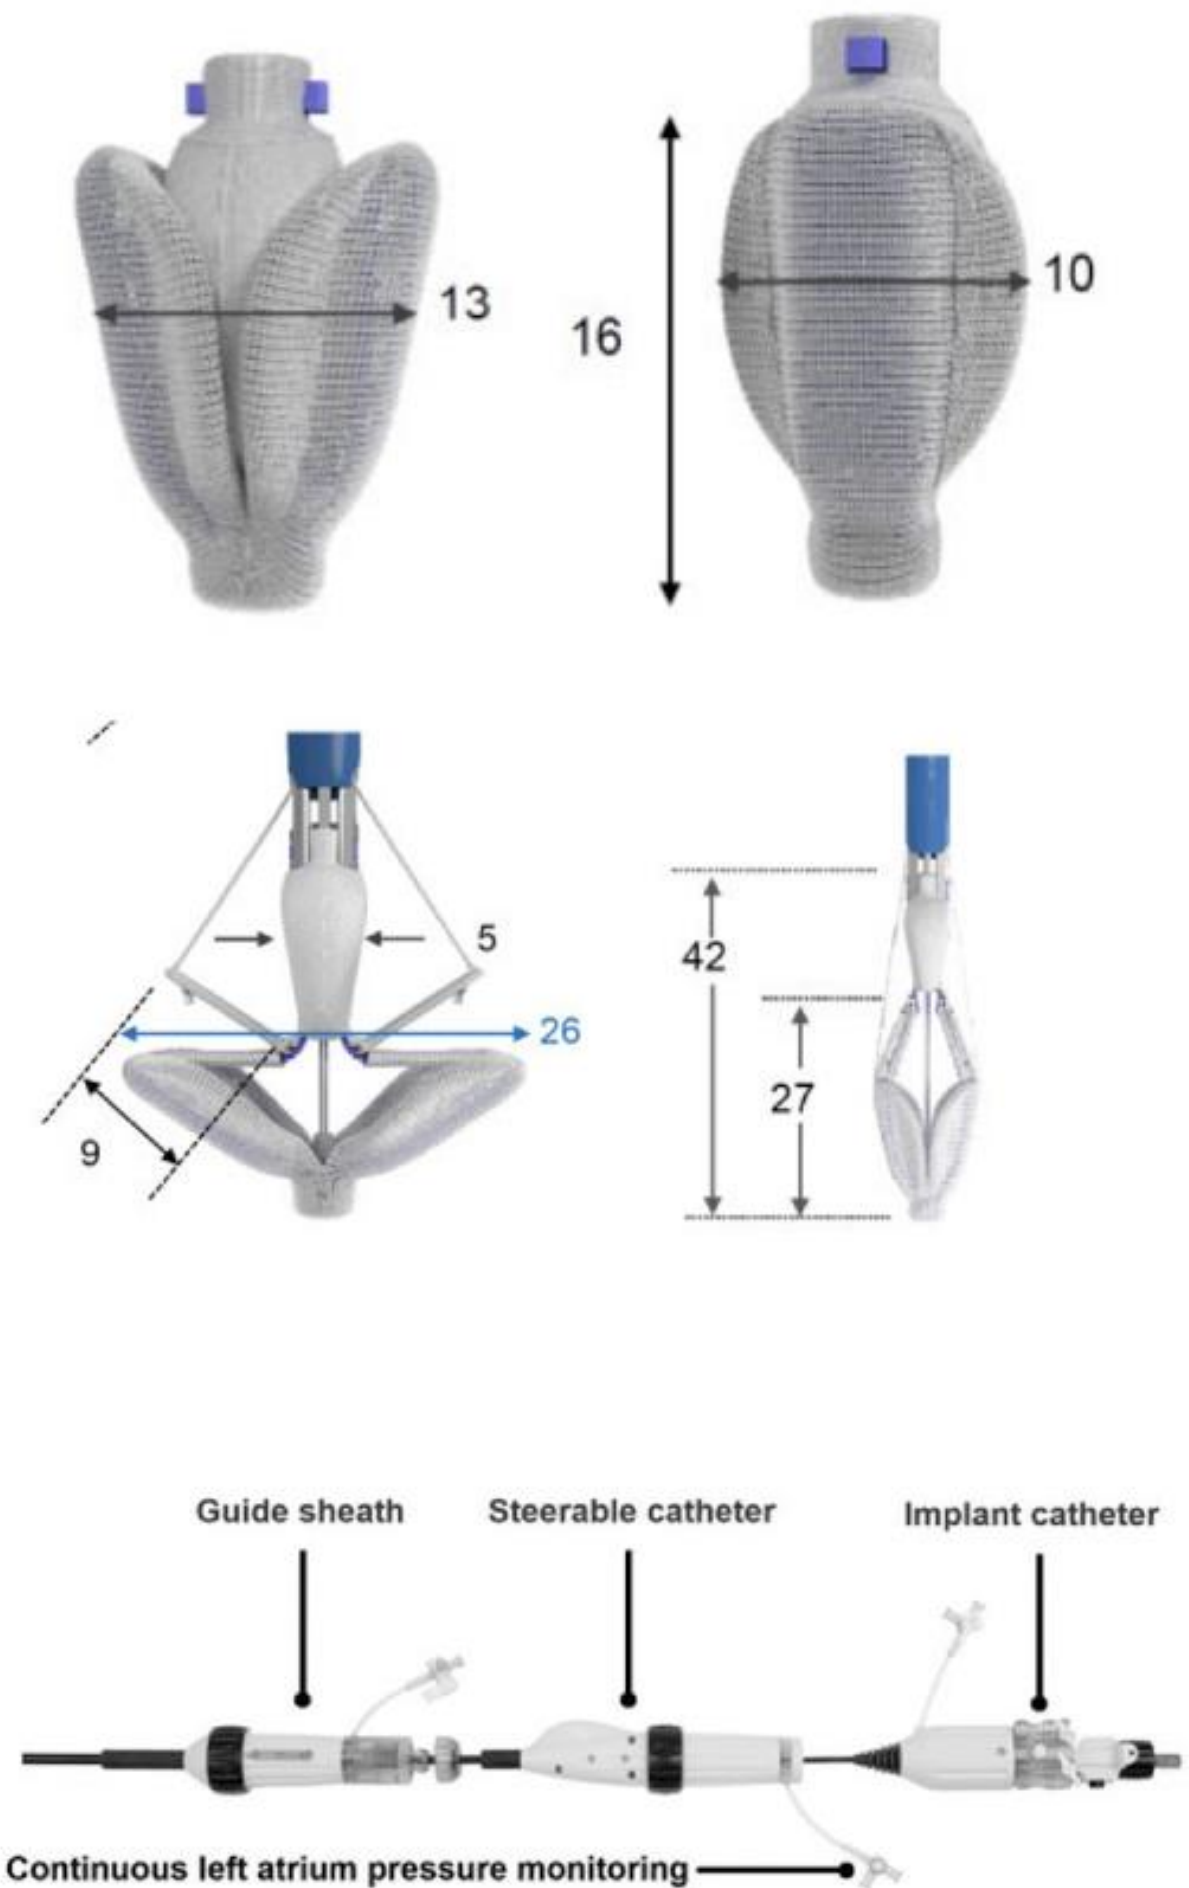 13
16
10
5
26
9
42
27
Guide sheath
Steerable catheter
Implant catheter
Continuous left atrium pressure monitoring